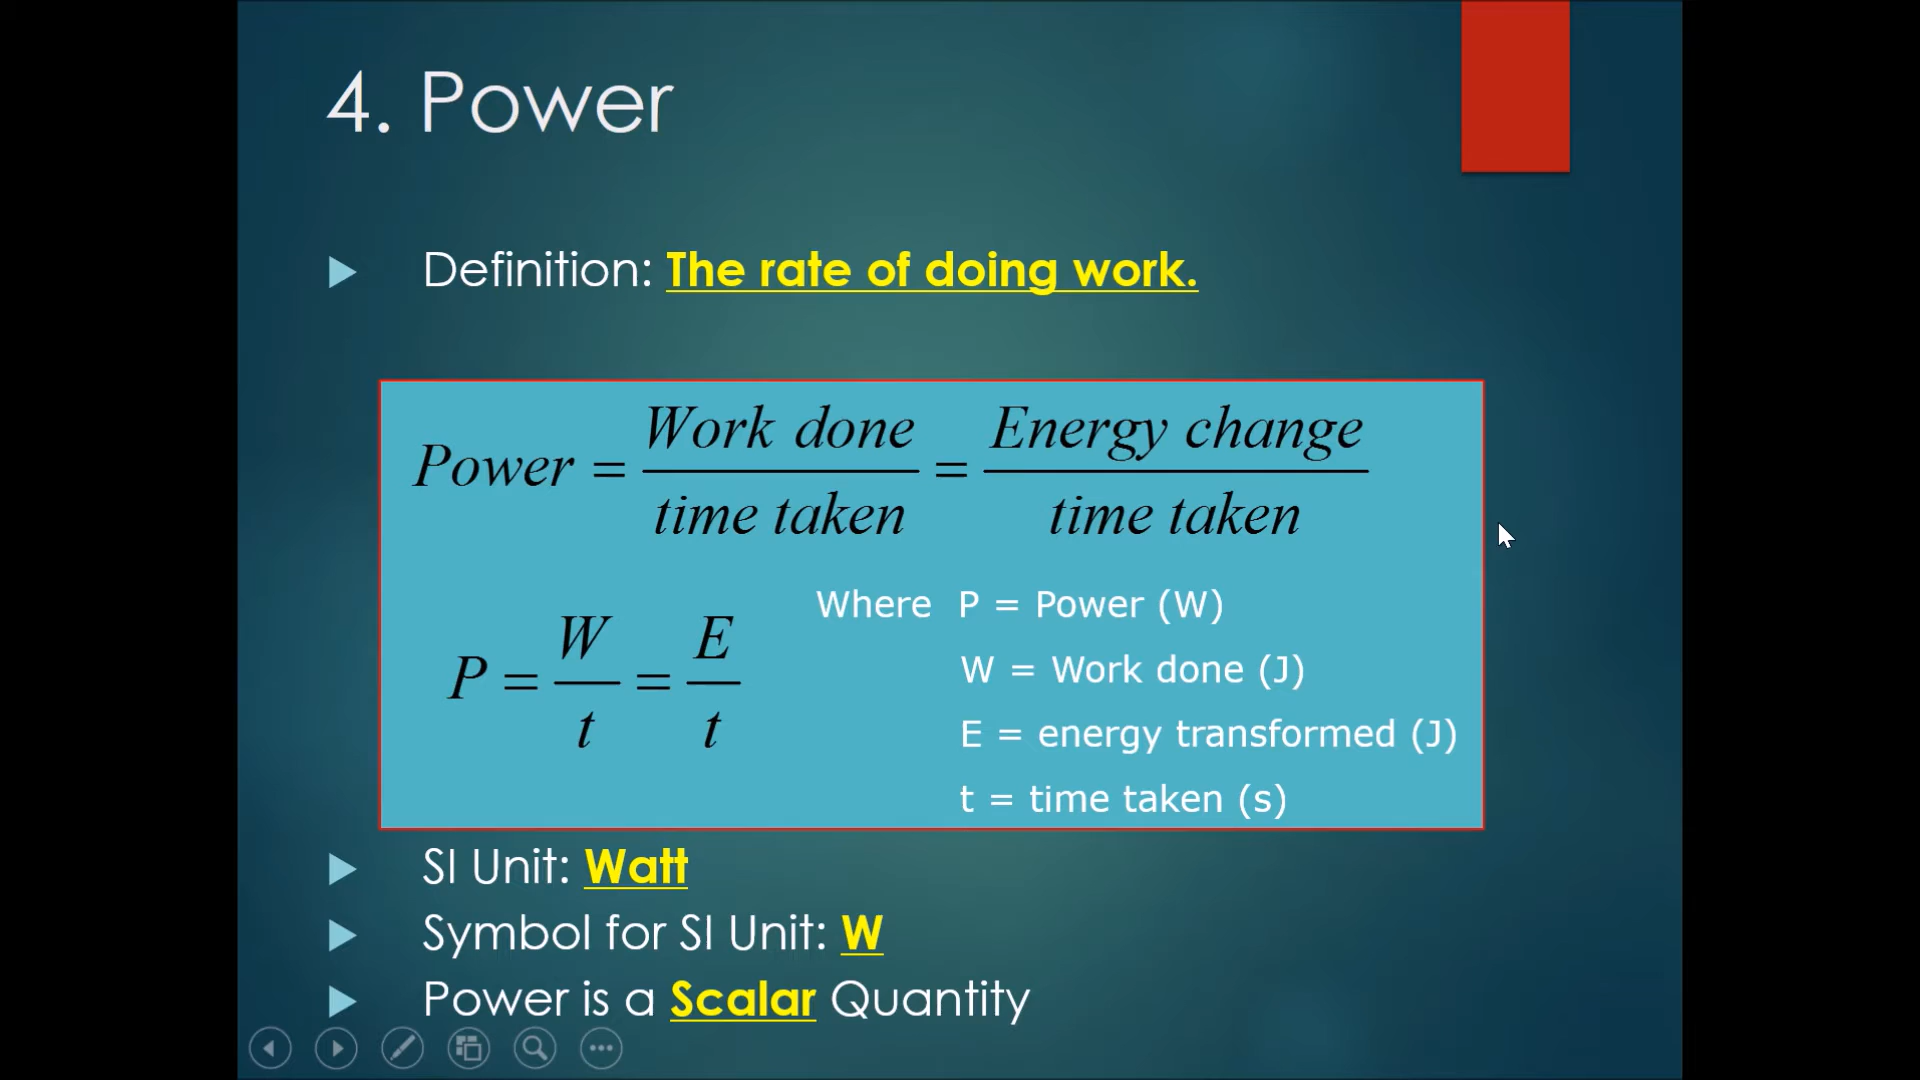 4. Power
Definition: The rate of doing work.
Power = Work done / time taken = Energy change / time taken
P = W / t = E / t
Where P = Power (W)
W = Work done (J)
E = energy transformed (J)
t = time taken (s)
SI Unit: Watt
Symbol for SI Unit: W
Power is a Scalar Quantity